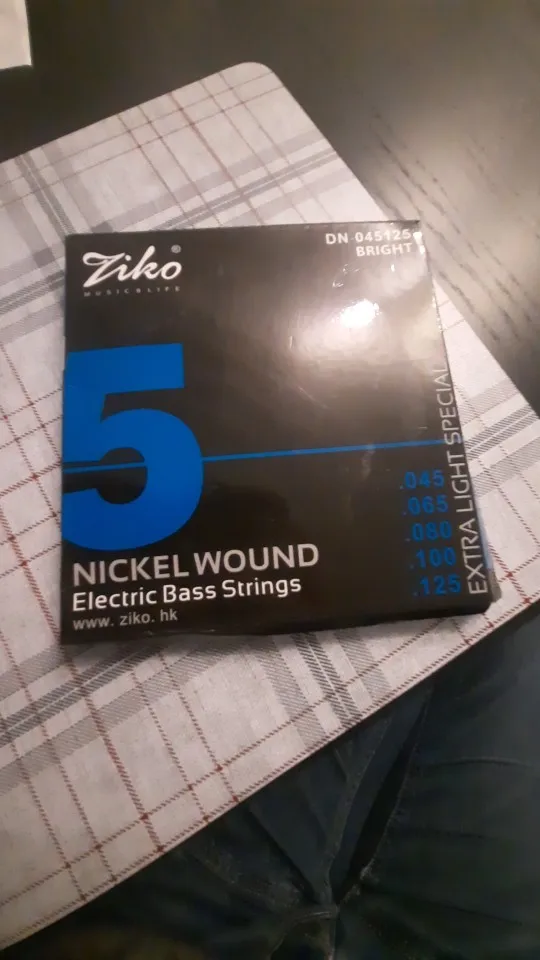 Ziko®
MUSIC&LIFE
DN-045125
BRIGHT
5
EXTRA LIGHT SPECIAL
.045
.065
.080
.100
.125
NICKEL WOUND
Electric Bass Strings
www. ziko. hk